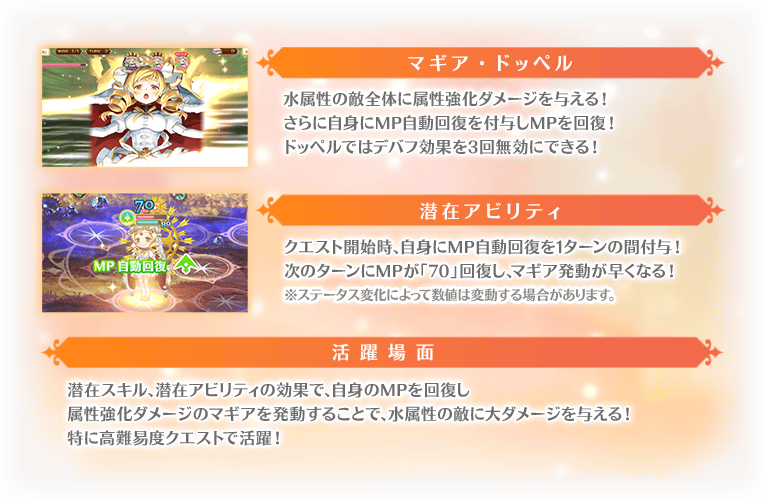 マギア・ドッペル
水属性の敵全体に属性強化ダメージを与える！
さらに自身にMP自動回復を付与しMPを回復！
ドッペルではデバフ効果を3回無効にできる！
70
MP自動回復
潜在アビリティ
クエスト開始時、自身にMP自動回復を1ターンの間付与！
次のターンにMPが「70」回復し、マギア発動が早くなる！
※ステータス変化によって数値は変動する場合があります。
活躍場面
潜在スキル、潜在アビリティの効果で、自身のMPを回復し
属性強化ダメージのマギアを発動することで、水属性の敵に大ダメージを与える！
特に高難易度クエストで活躍！